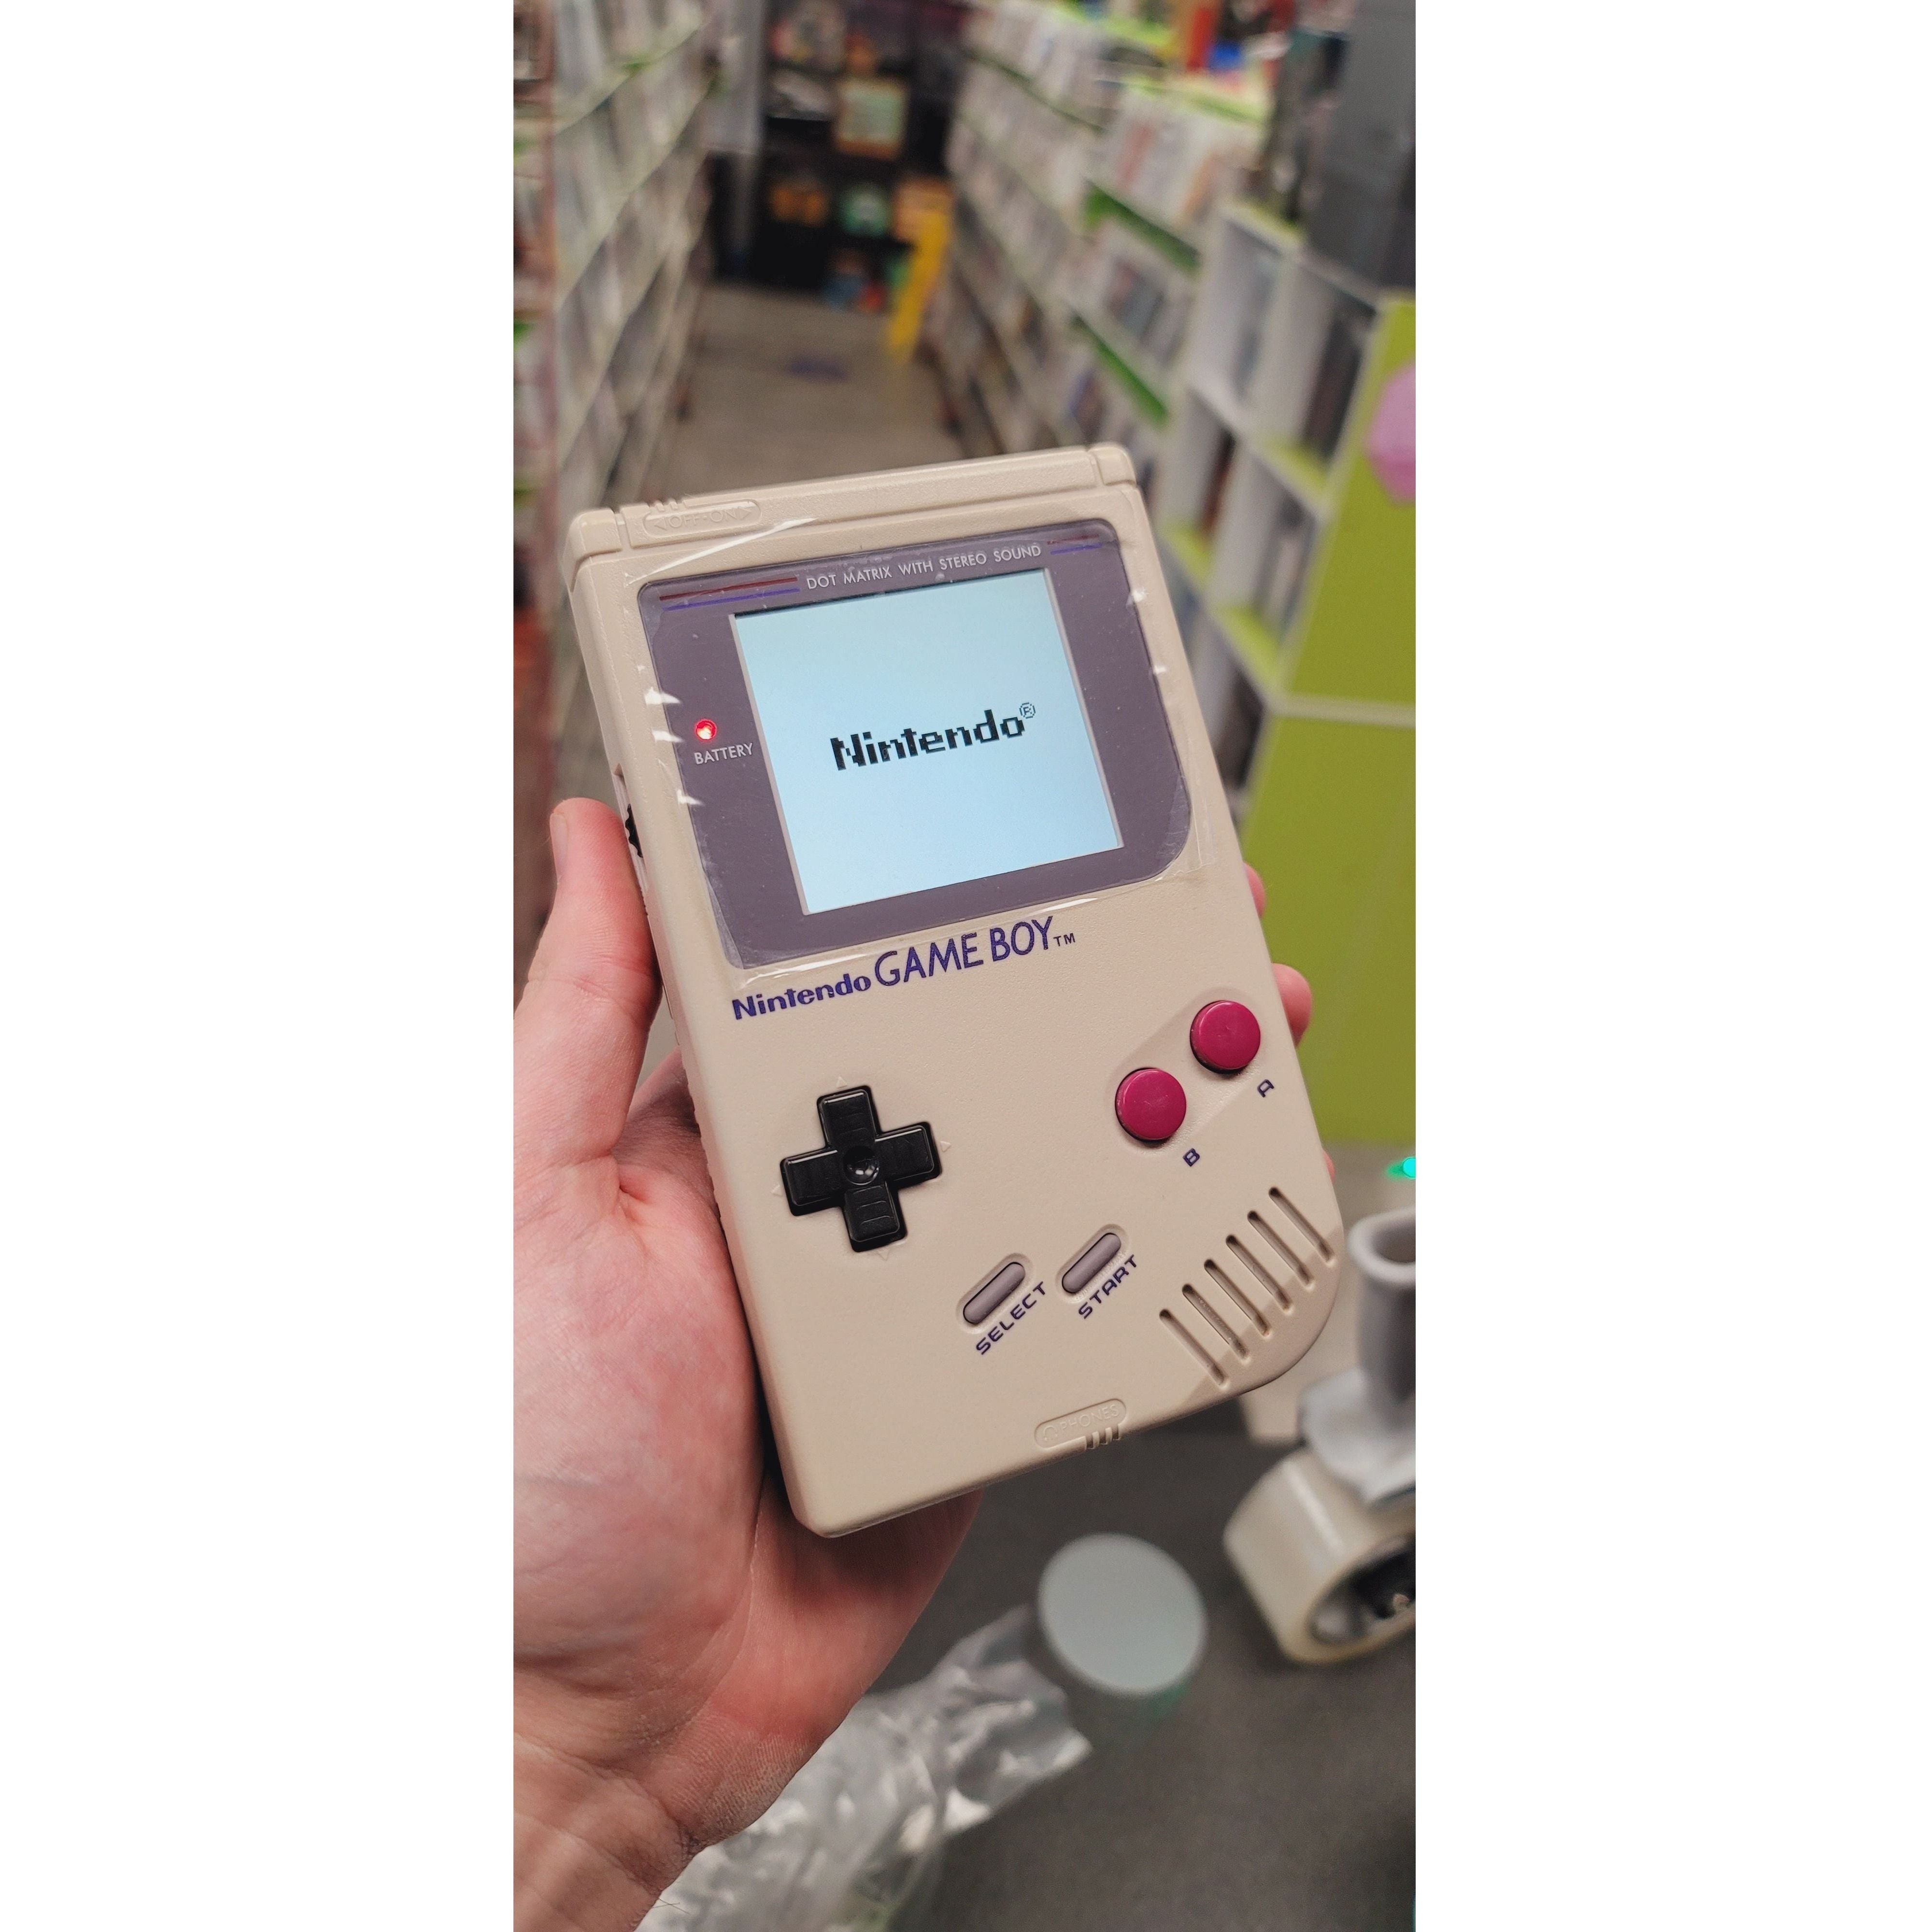 OFF•ON
DOT MATRIX WITH STEREO SOUND
BATTERY
Nintendo®
Nintendo GAME BOY™
A
B
SELECT
START
PHONES